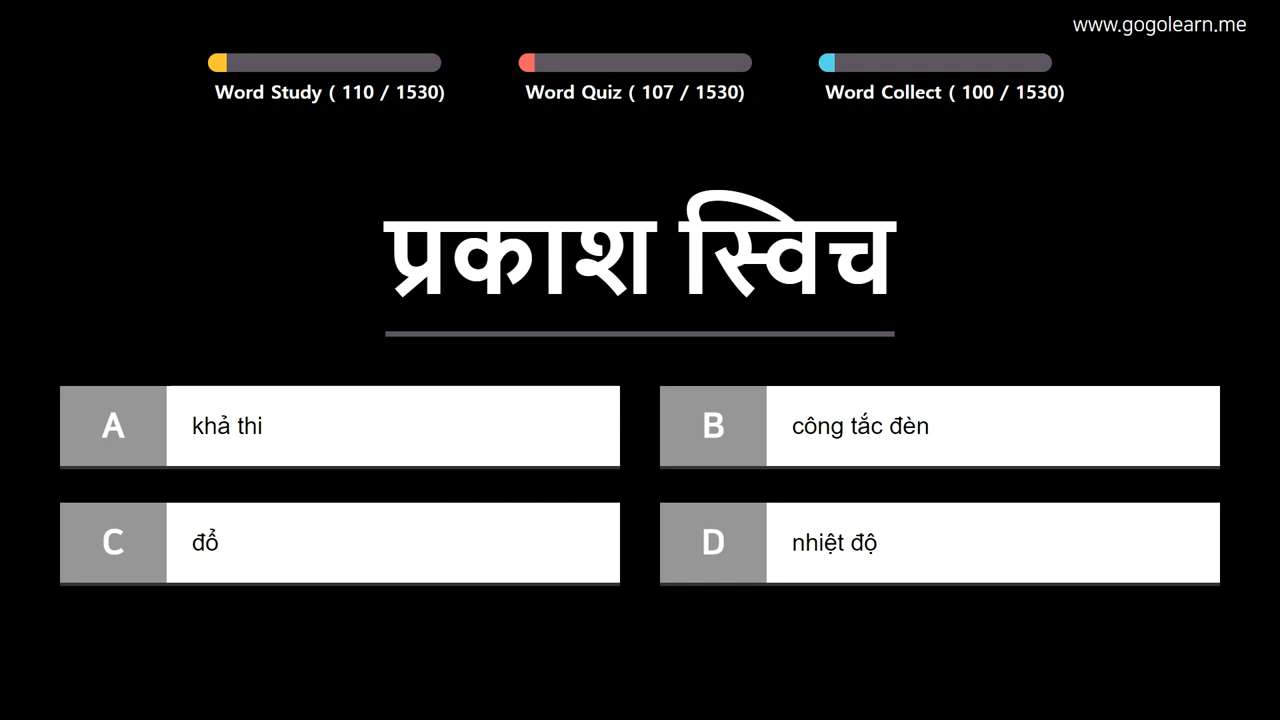 www.gogolearn.me
Word Study ( 110 / 1530)
Word Quiz ( 107 / 1530)
Word Collect ( 100 / 1530)
प्रकाश स्विच
A khả thi
B công tắc đèn
C đổ
D nhiệt độ